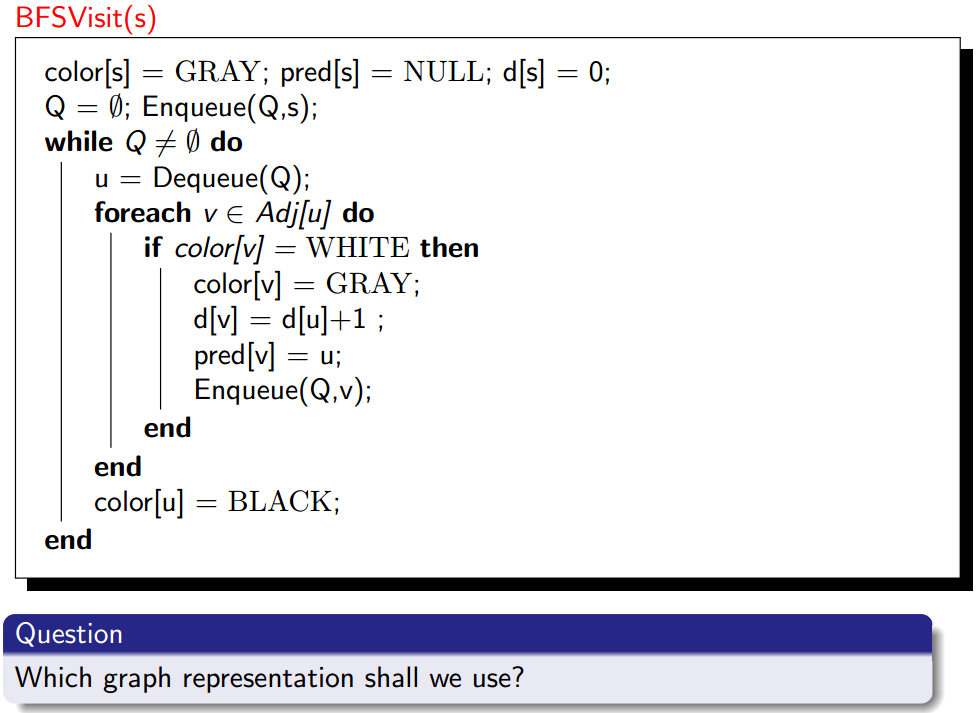 BFSVisit(s)
color[s] = GRAY; pred[s] = NULL; d[s] = 0;
Q = ∅; Enqueue(Q,s);
while Q ≠ ∅ do
u = Dequeue(Q);
foreach v ∈ Adj[u] do
if color[v] = WHITE then
color[v] = GRAY;
d[v] = d[u]+1 ;
pred[v] = u;
Enqueue(Q,v);
end
end
color[u] = BLACK;
end
Question
Which graph representation shall we use?